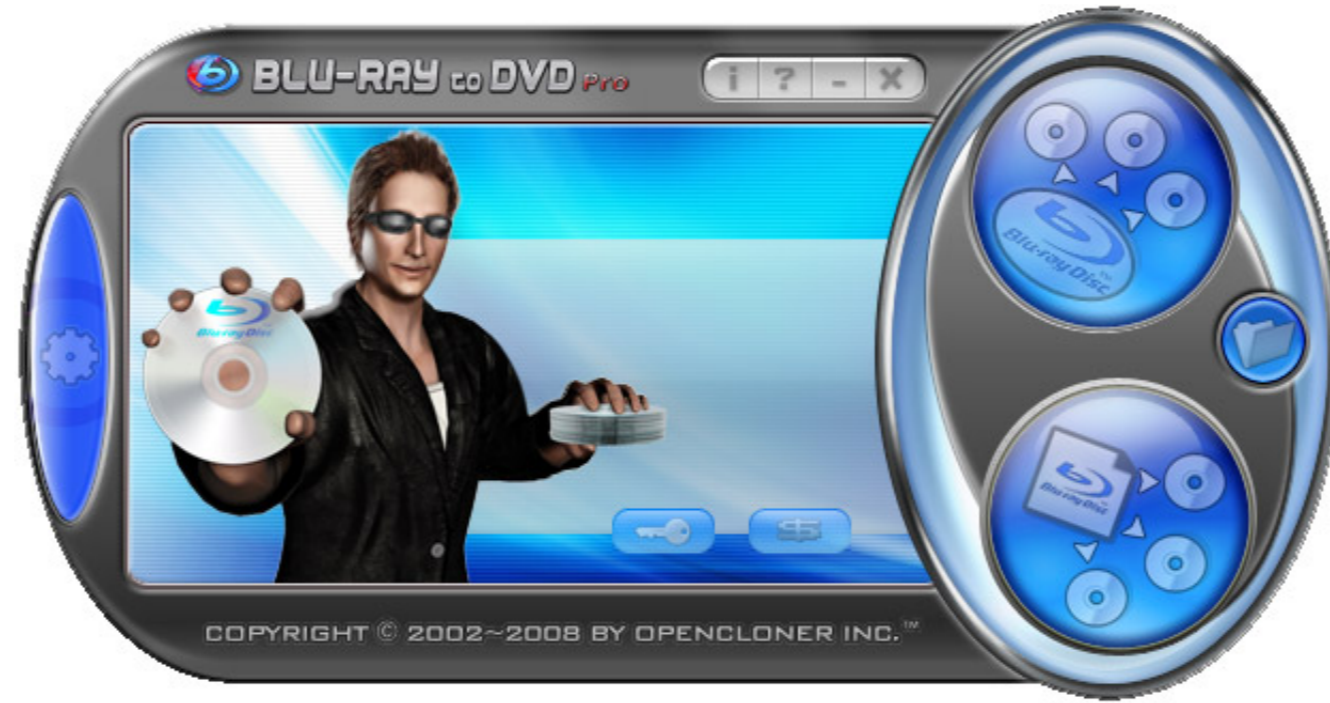 BLU-RAY to DVD Pro
i ? - X
Blu-ray Disc
Blu-ray Disc
Blu-ray Disc
$
COPYRIGHT © 2002~2008 BY OPENCLONER INC.™